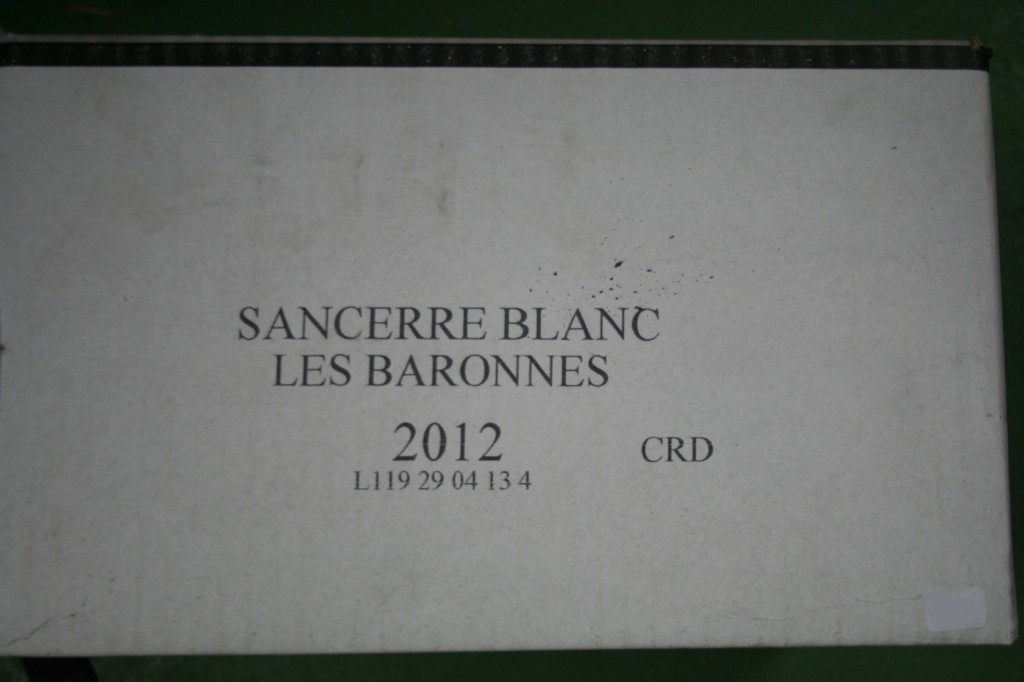 SANCERRE BLANC
LES BARONNES
2012 CRD
L119 29 04 13 4